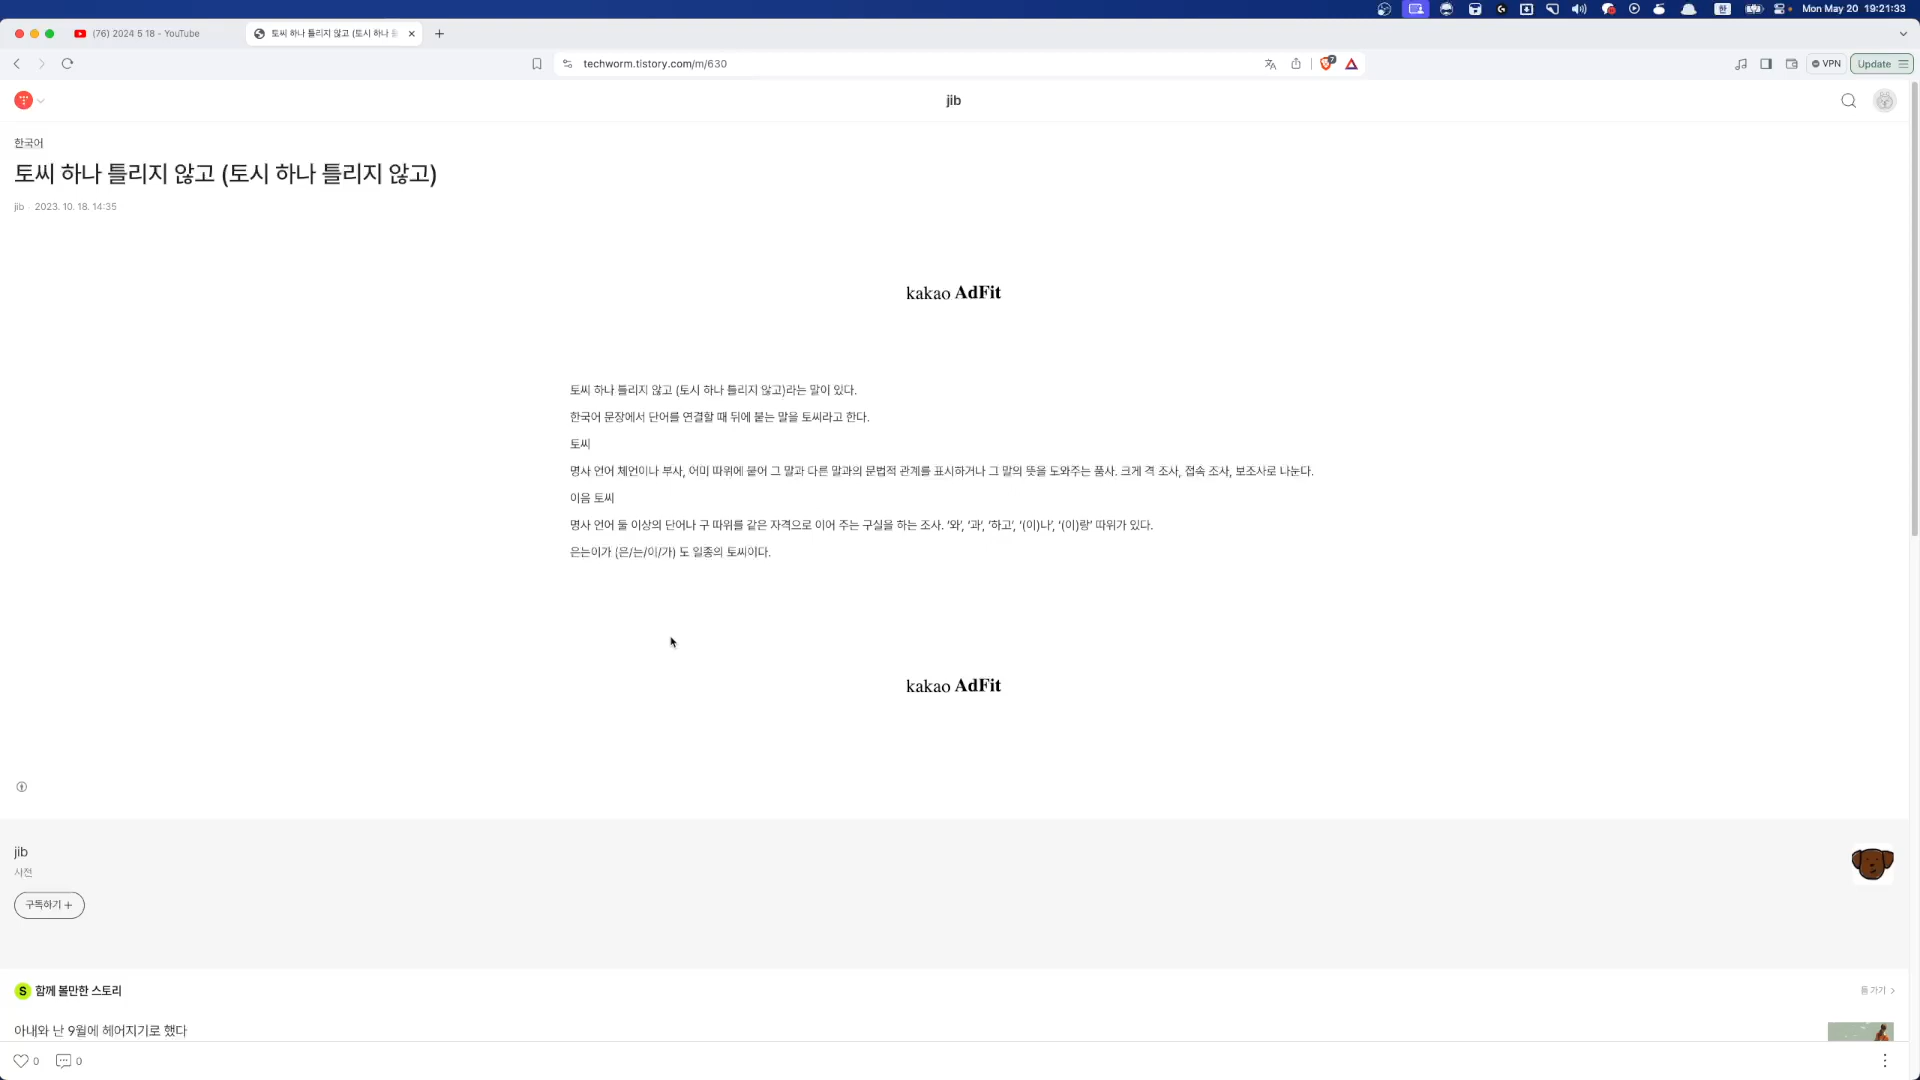 한 Mon May 20 19:21:33
(76) 2024 5 18 - YouTube
토씨 하나 틀리지 않고 (토시 하나 틀
techworm.tistory.com/m/630
7
VPN
Update
jib
한국어
토씨 하나 틀리지 않고 (토시 하나 틀리지 않고)
jib · 2023. 10. 18. 14:35
kakao AdFit
토씨 하나 틀리지 않고 (토시 하나 틀리지 않고)라는 말이 있다.
한국어 문장에서 단어를 연결할 때 뒤에 붙는 말을 토씨라고 한다.
토씨
명사 언어 체언이나 부사, 어미 따위에 붙어 그 말과 다른 말과의 문법적 관계를 표시하거나 그 말의 뜻을 도와주는 품사. 크게 격 조사, 접속 조사, 보조사로 나눈다.
이음 토씨
명사 언어 둘 이상의 단어나 구 따위를 같은 자격으로 이어 주는 구실을 하는 조사. ‘와’, ‘과’, ‘하고’, ‘(이)나’, ‘(이)랑’ 따위가 있다.
은는이가 (은/는/이/가) 도 일종의 토씨이다.
kakao AdFit
jib
사전
구독하기 +
S 함께 볼만한 스토리
틈 가기 >
아내와 난 9월에 헤어지기로 했다
0 0